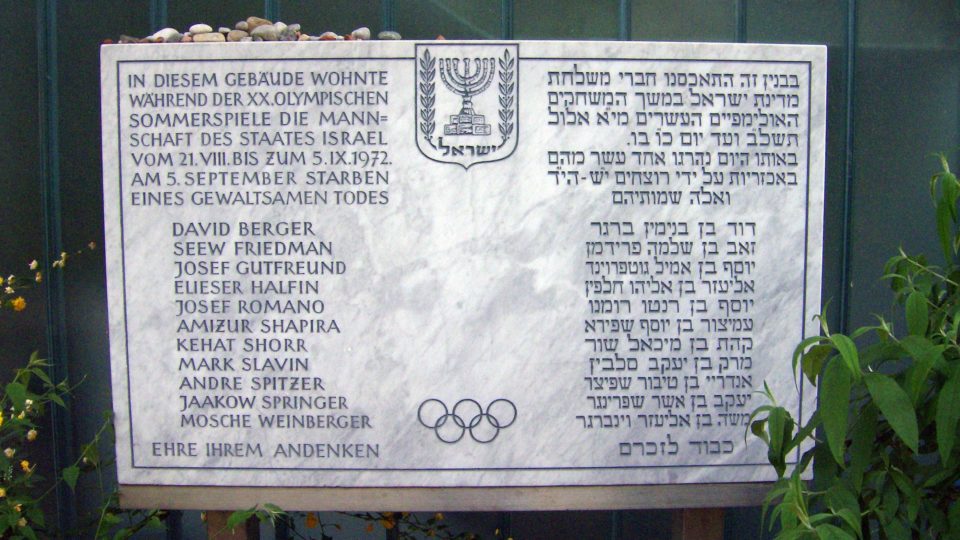 IN DIESEM GEBÄUDE WOHNTE
WÄHREND DER XX.OLYMPISCHEN
SOMMERSPIELE DIE MANN=
SCHAFT DES STAATES ISRAEL
VOM 21.VIII. BIS ZUM 5.IX.1972.
AM 5. SEPTEMBER STARBEN
EINES GEWALTSAMEN TODES
DAVID BERGER
SEEW FRIEDMAN
JOSEF GUTFREUND
ELIESER HALFIN
JOSEF ROMANO
AMIZUR SHAPIRA
KEHAT SHORR
MARK SLAVIN
ANDRE SPITZER
JAAKOW SPRINGER
MOSCHE WEINBERGER
EHRE IHREM ANDENKEN
ישראל
בבנין זה התאכסנו חברי משלחת
מדינת ישראל במשך המשחקים
האולימפיים העשרים מי״א אלול
תשל״ב ועד יום כ״ו בו.
באותו היום נהרגו אחד עשר מהם
באכזריות על ידי רוצחים יש-היד
ואלה שמותיהם
דוד בן בנימין ברגר
זאב בן שלמה פרידמן
יוסף בן אמיל גוטפרוינד
אליעזר בן אליהו חלפין
יוסף בן רנטו רומנו
עמיצור בן יוסף שפירא
קהת בן מיכאל שור
מרק בן יעקב סלבין
אנדריי בן טיבור שפיצר
יעקב בן אשר שפרינגר
משה בן אליעזר וינברגר
כבוד לזכרם